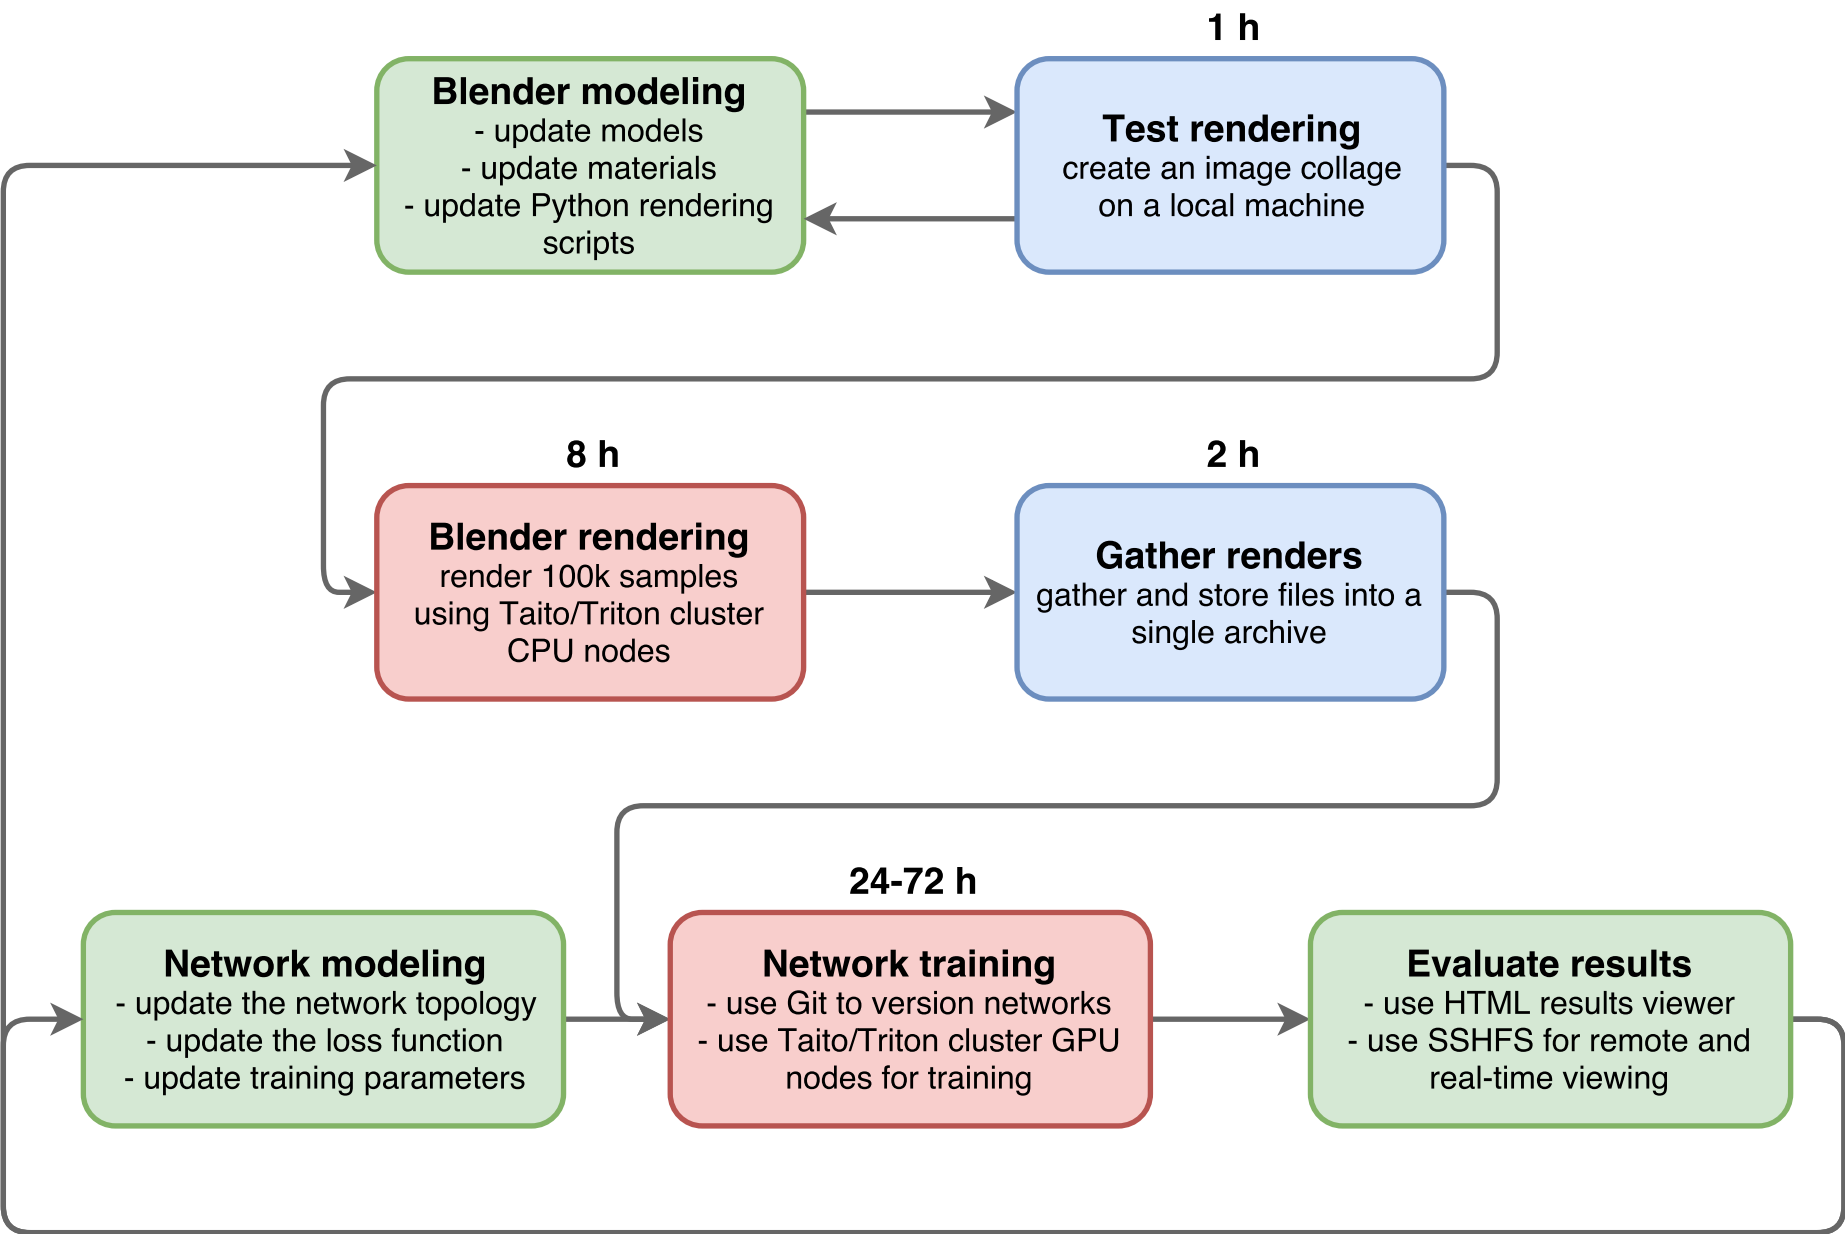 1 h
Blender modeling
- update models
- update materials
- update Python rendering
scripts
Test rendering
create an image collage
on a local machine
8 h
2 h
Blender rendering
render 100k samples
using Taito/Triton cluster
CPU nodes
Gather renders
gather and store files into a
single archive
24-72 h
Network modeling
- update the network topology
- update the loss function
- update training parameters
Network training
- use Git to version networks
- use Taito/Triton cluster GPU
nodes for training
Evaluate results
- use HTML results viewer
- use SSHFS for remote and
real-time viewing